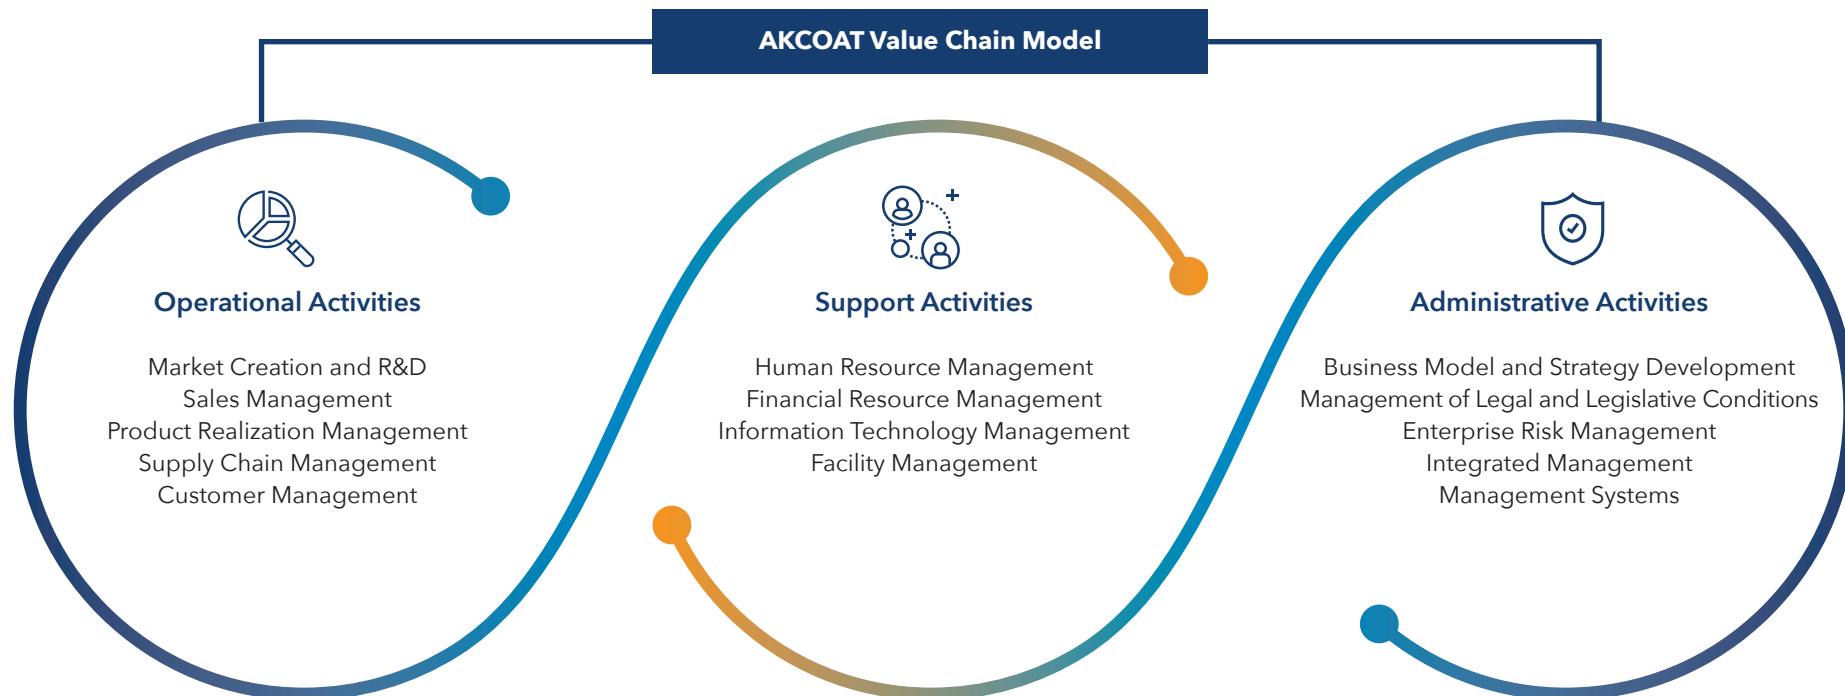 AKCOAT Value Chain Model
Operational Activities
Market Creation and R&D
Sales Management
Product Realization Management
Supply Chain Management
Customer Management
Support Activities
Human Resource Management
Financial Resource Management
Information Technology Management
Facility Management
Administrative Activities
Business Model and Strategy Development
Management of Legal and Legislative Conditions
Enterprise Risk Management
Integrated Management
Management Systems